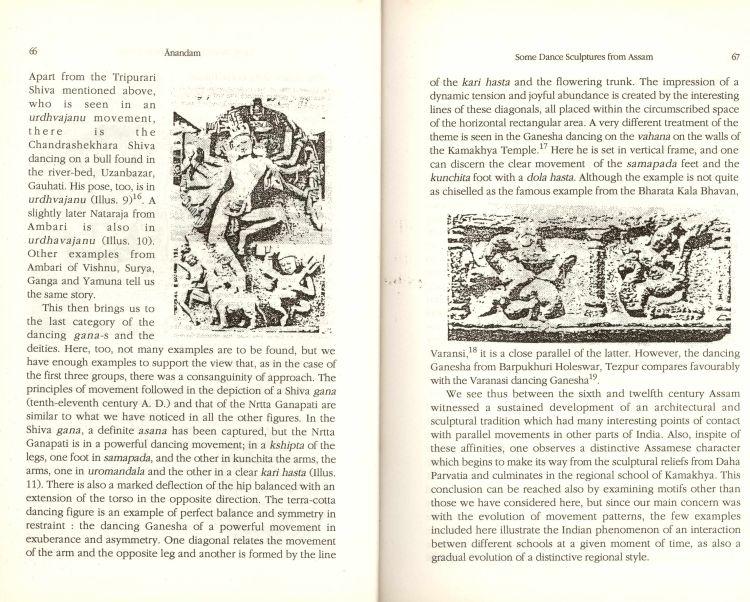 66
Ānandam
Apart from the Tripurari
Shiva mentioned above,
who is seen in an
urdhvajanu movement,
there is the
Chandrashekhara Shiva
dancing on a bull found in
the river-bed, Uzanbazar,
Gauhati. His pose, too, is in
urdhvajanu (Illus. 9)16. A
slightly later Nataraja from
Ambari is also in
urdhavajanu (Illus. 10).
Other examples from
Ambari of Vishnu, Surya,
Ganga and Yamuna tell us
the same story.
This then brings us to
the last category of the
dancing gana-s and the
deities. Here, too, not many examples are to be found, but we
have enough examples to support the view that, as in the case of
the first three groups, there was a consanguinity of approach. The
principles of movement followed in the depiction of a Shiva gana
(tenth-eleventh century A. D.) and that of the Nrtta Ganapati are
similar to what we have noticed in all the other figures. In the
Shiva gana, a definite asana has been captured, but the Nrtta
Ganapati is in a powerful dancing movement; in a kshipta of the
legs, one foot in samapada, and the other in kunchita the arms, the
arms, one in uromandala and the other in a clear kari hasta (Illus.
11). There is also a marked deflection of the hip balanced with an
extension of the torso in the opposite direction. The terra-cotta
dancing figure is an example of perfect balance and symmetry in
restraint : the dancing Ganesha of a powerful movement in
exuberance and asymmetry. One diagonal relates the movement
of the arm and the opposite leg and another is formed by the line
Some Dance Sculptures from Assam
67
of the kari hasta and the flowering trunk. The impression of a
dynamic tension and joyful abundance is created by the interesting
lines of these diagonals, all placed within the circumscribed space
of the horizontal rectangular area. A very different treatment of the
theme is seen in the Ganesha dancing on the vahana on the walls of
the Kamakhya Temple.17 Here he is set in vertical frame, and one
can discern the clear movement of the samapada feet and the
kunchita foot with a dola hasta. Although the example is not quite
as chiselled as the famous example from the Bharata Kala Bhavan,
Varansi,18 it is a close parallel of the latter. However, the dancing
Ganesha from Barpukhuri Holeswar, Tezpur compares favourably
with the Varanasi dancing Ganesha19.
We see thus between the sixth and twelfth century Assam
witnessed a sustained development of an architectural and
sculptural tradition which had many interesting points of contact
with parallel movements in other parts of India. Also, inspite of
these affinities, one observes a distinctive Assamese character
which begins to make its way from the sculptural reliefs from Daha
Parvatia and culminates in the regional school of Kamakhya. This
conclusion can be reached also by examining motifs other than
those we have considered here, but since our main concern was
with the evolution of movement patterns, the few examples
included here illustrate the Indian phenomenon of an interaction
betwen different schools at a given moment of time, as also a
gradual evolution of a distinctive regional style.